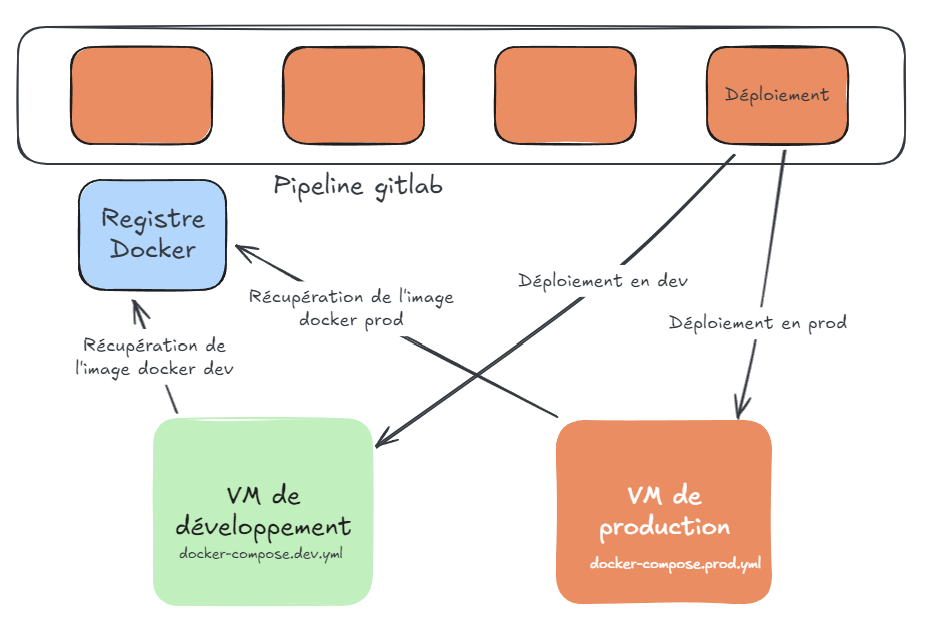 Déploiement
Pipeline gitlab
Registre
Docker
Déploiement en dev
Récupération de l'image
docker prod
Déploiement en prod
Récupération de
l'image docker dev
VM de
développement
docker-compose.dev.yml
VM de
production
docker-compose.prod.yml